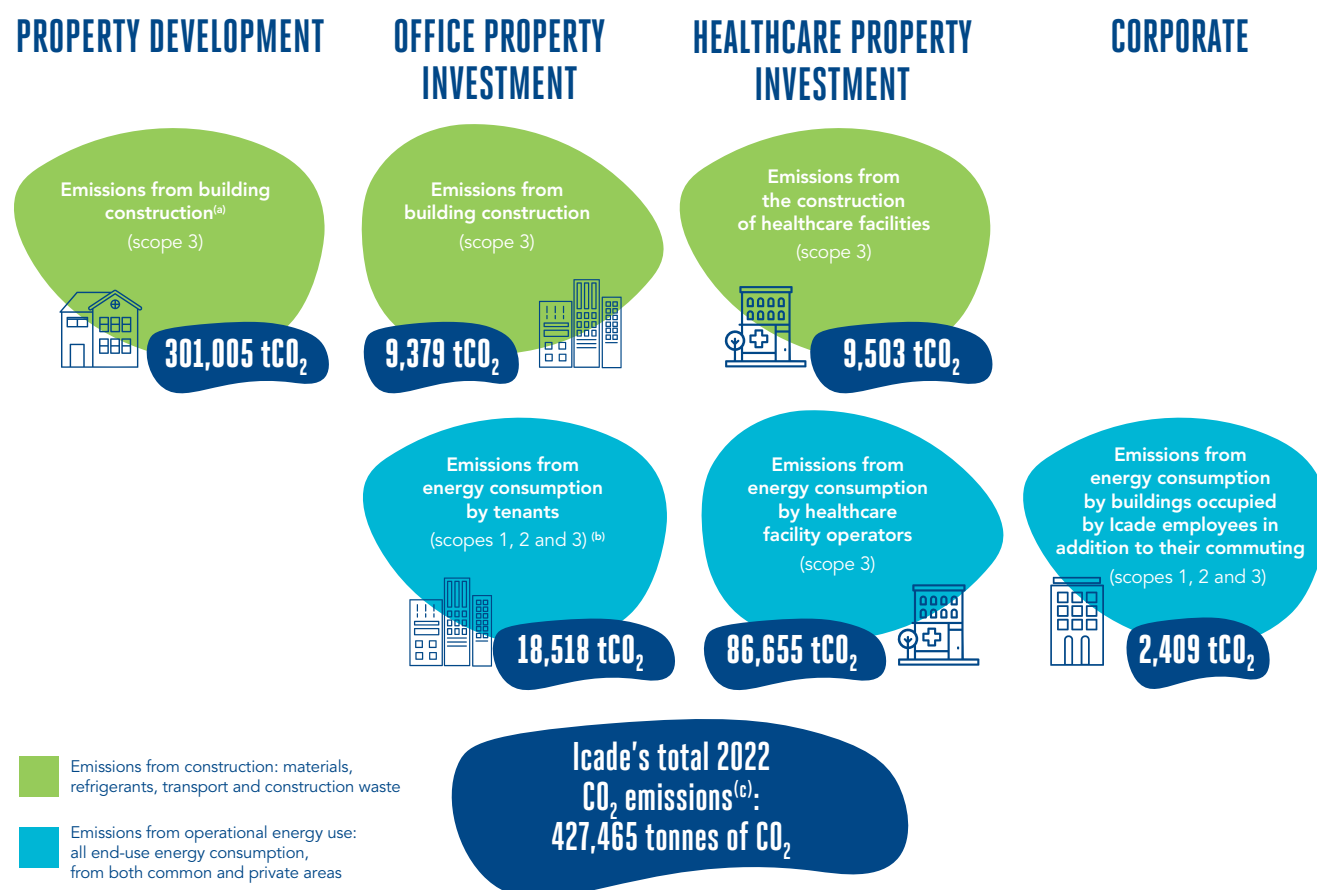 PROPERTY DEVELOPMENT
OFFICE PROPERTY
INVESTMENT
HEALTHCARE PROPERTY
INVESTMENT
CORPORATE
Emissions from building
construction(a)
(scope 3)
301,005 tCO₂
Emissions from
building construction
(scope 3)
9,379 tCO₂
Emissions from
the construction
of healthcare facilities
(scope 3)
9,503 tCO₂
Emissions from
energy consumption
by tenants
(scopes 1, 2 and 3) (b)
18,518 tCO₂
Emissions from
energy consumption
by healthcare
facility operators
(scope 3)
86,655 tCO₂
Emissions from
energy consumption
by buildings occupied
by Icade employees in
addition to their commuting
(scopes 1, 2 and 3)
2,409 tCO₂
Emissions from construction: materials,
refrigerants, transport and construction waste
Emissions from operational energy use:
all end-use energy consumption,
from both common and private areas
Icade's total 2022
CO₂ emissions(c):
427,465 tonnes of CO₂